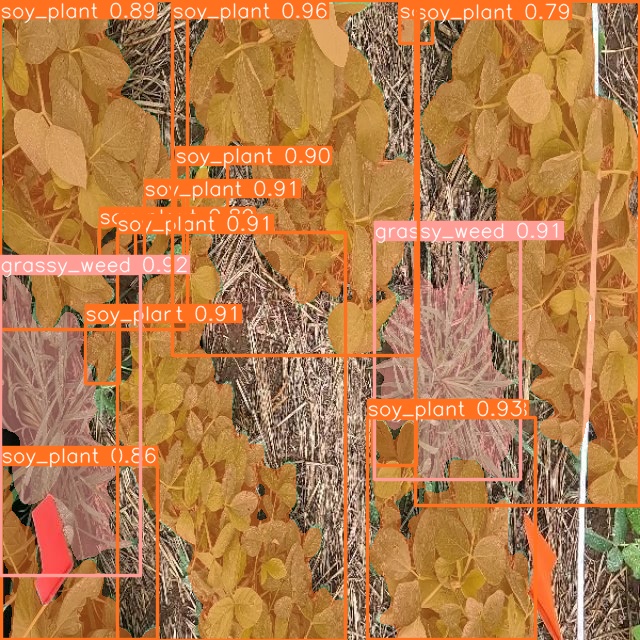 soy_plant 0.89
soy_plant 0.96
soy_plant 0.79
soy_plant 0.90
soy_plant 0.91
soy_plant 0.91
grassy_weed 0.91
grassy_weed 0.92
soy_plant 0.91
soy_plant 0.93
soy_plant 0.86